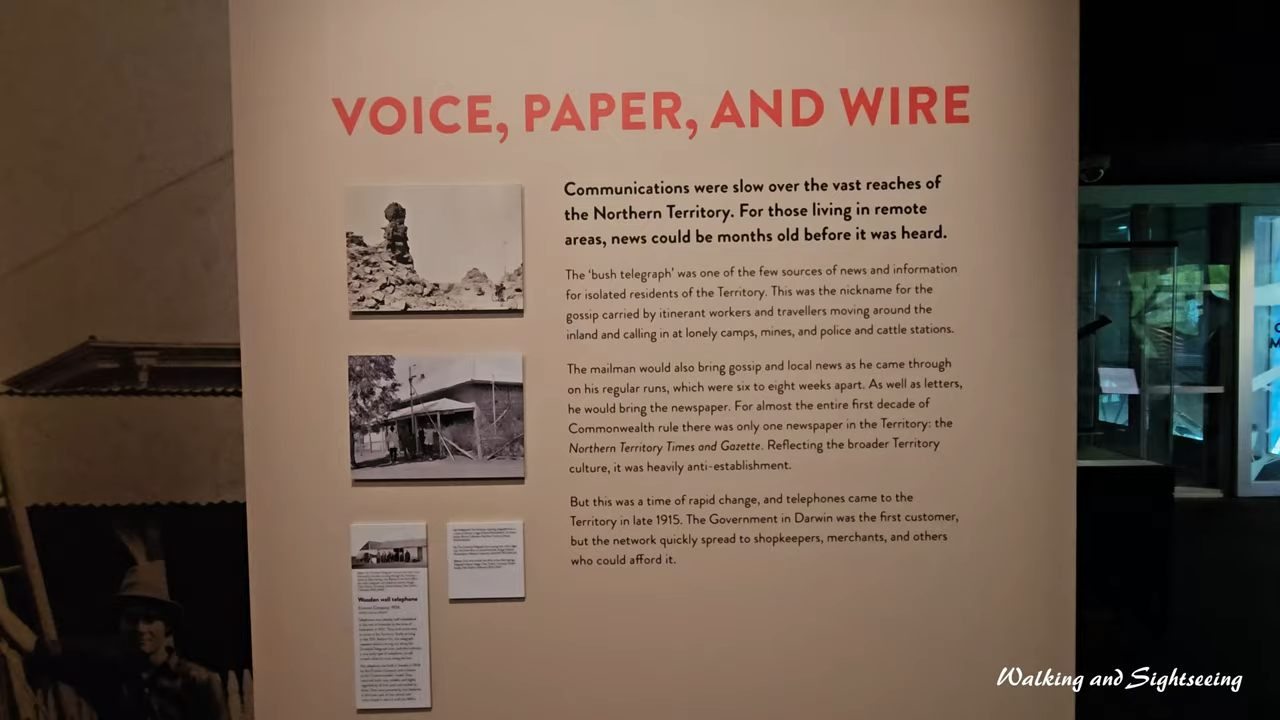 VOICE, PAPER, AND WIRE
Communications were slow over the vast reaches of
the Northern Territory. For those living in remote
areas, news could be months old before it was heard.
The ‘bush telegraph’ was one of the few sources of news and information
for isolated residents of the Territory. This was the nickname for the
gossip carried by itinerant workers and travellers moving around the
inland and calling in at lonely camps, mines, and police and cattle stations.
The mailman would also bring gossip and local news as he came through
on his regular runs, which were six to eight weeks apart. As well as letters,
he would bring the newspaper. For almost the entire first decade of
Commonwealth rule there was only one newspaper in the Territory: the
Northern Territory Times and Gazette. Reflecting the broader Territory
culture, it was heavily anti-establishment.
But this was a time of rapid change, and telephones came to the
Territory in late 1915. The Government in Darwin was the first customer,
but the network quickly spread to shopkeepers, merchants, and others
who could afford it.
Wooden wall telephone
Walking and Sightseeing